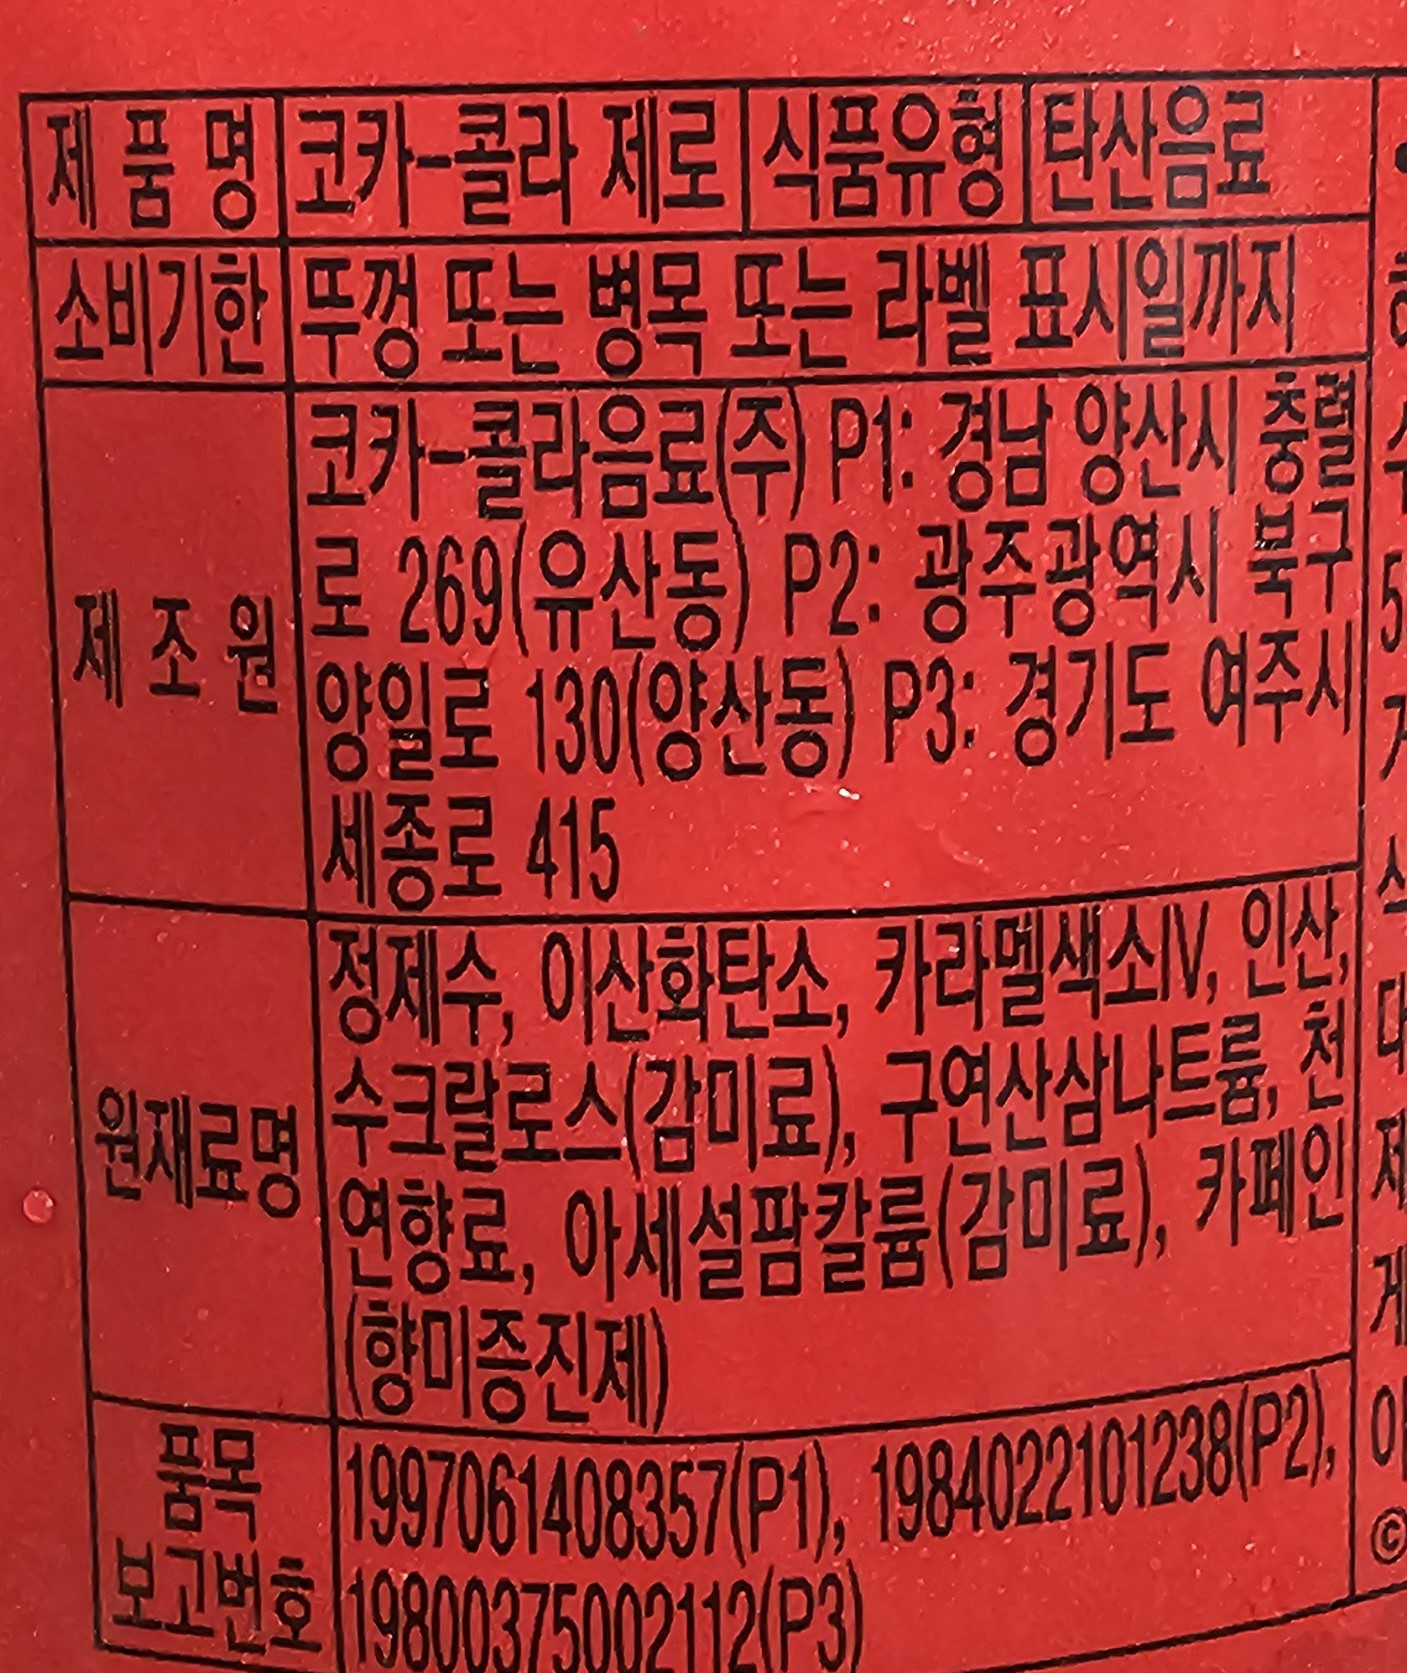 제 품 명 코카-콜라 제로 식품유형 탄산음료
소비기한 뚜껑 또는 병목 또는 라벨 표시일까지
제 조 원
코카-콜라음료(주) P1: 경남 양산시 충렬
로 269(유산동) P2: 광주광역시 북구
양일로 130(양산동) P3: 경기도 여주시
세종로 415
원재료명
정제수, 이산화탄소, 카라멜색소IV, 인산,
수크랄로스(감미료), 구연산삼나트륨, 천
연향료, 아세설팜칼륨(감미료), 카페인
(향미증진제)
품목
보고번호
1997061408357(P1), 1984022101238(P2),
19800375002112(P3)
©